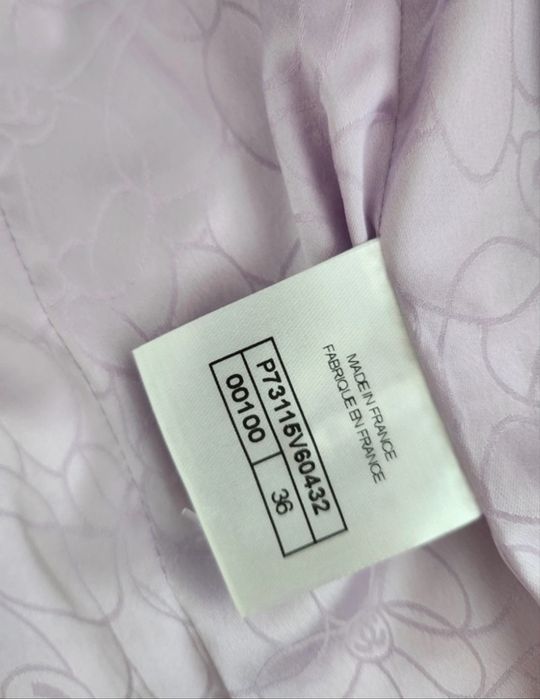 MADE IN FRANCE
FABRIQUE EN FRANCE
P73115V60432
00100 36